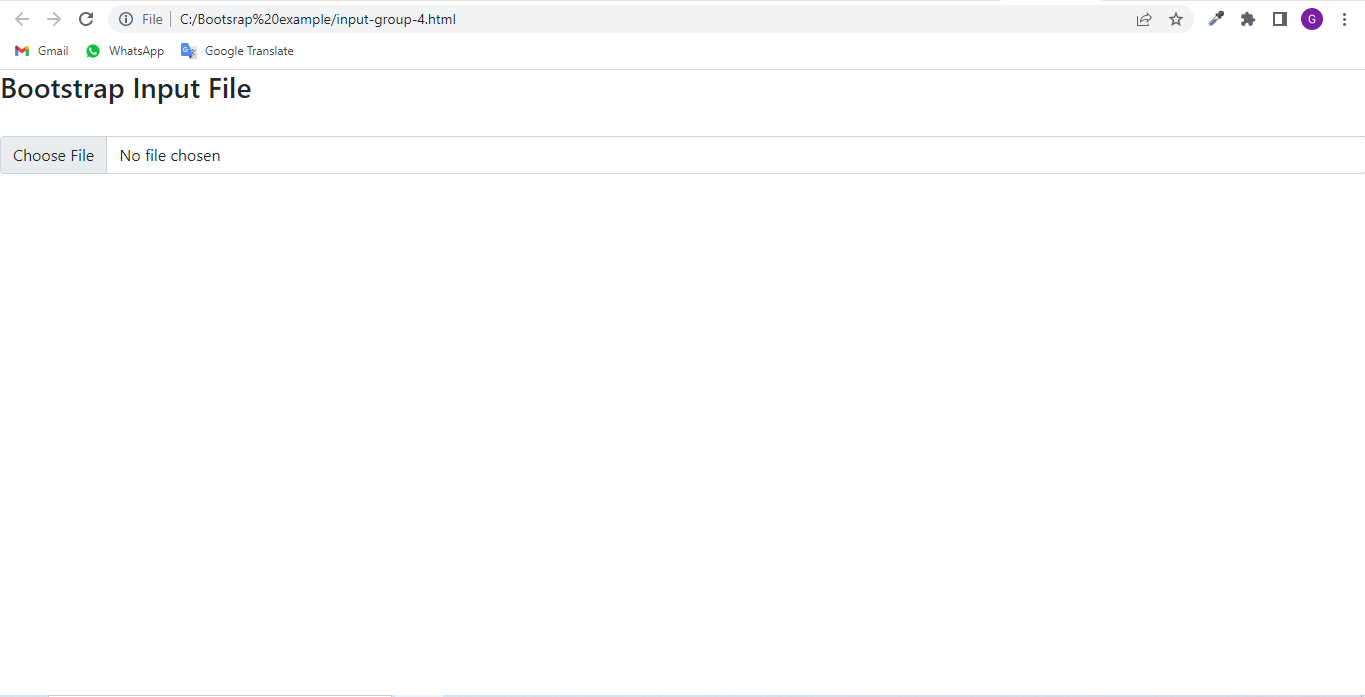 File C:/Bootsrap%20example/input-group-4.html G
Gmail WhatsApp Google Translate
Bootstrap Input File
Choose File No file chosen